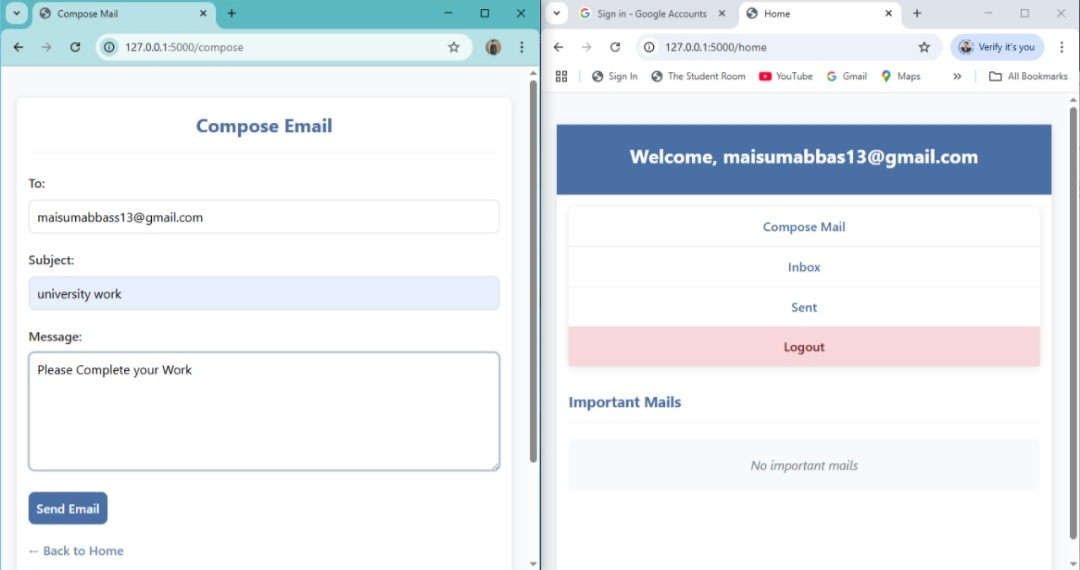 Compose Mail
127.0.0.1:5000/compose
Compose Email
To:
maisumabbass13@gmail.com
Subject:
university work
Message:
Please Complete your Work
Send Email
← Back to Home
Sign in - Google Accounts
Home
127.0.0.1:5000/home
Verify it's you
Sign In
The Student Room
YouTube
Gmail
Maps
»
All Bookmarks
Welcome, maisumabbas13@gmail.com
Compose Mail
Inbox
Sent
Logout
Important Mails
No important mails